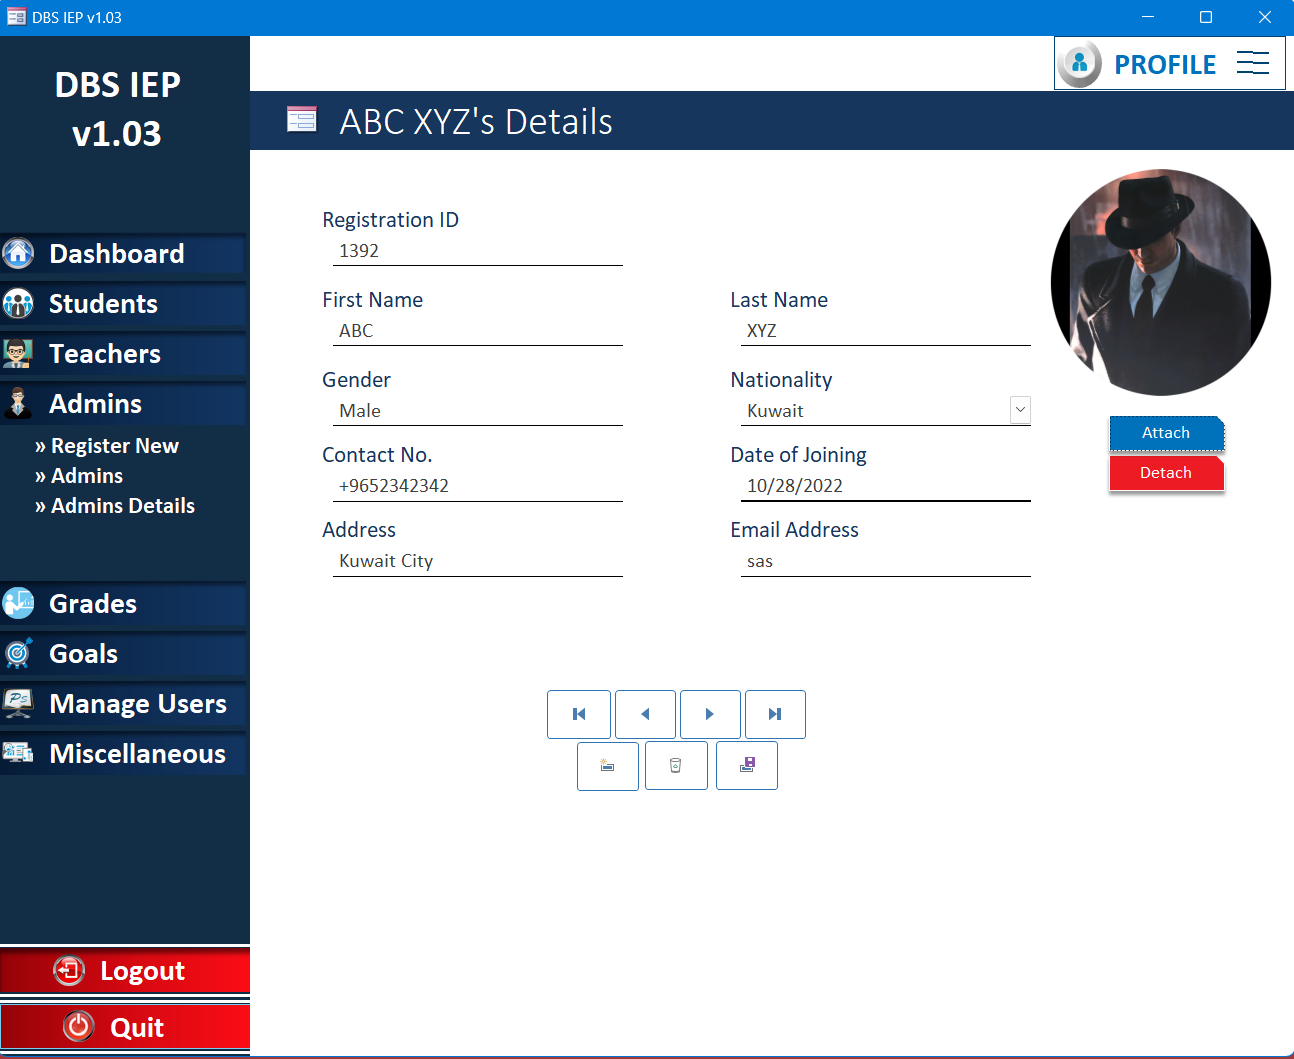 DBS IEP v1.03
DBS IEP
v1.03
PROFILE
ABC XYZ's Details
Dashboard
Students
Teachers
Admins
» Register New
» Admins
» Admins Details
Grades
Goals
Manage Users
Miscellaneous
Logout
Quit
Registration ID
1392
First Name
ABC
Last Name
XYZ
Gender
Male
Nationality
Kuwait
Contact No.
+9652342342
Date of Joining
10/28/2022
Address
Kuwait City
Email Address
sas
Attach
Detach